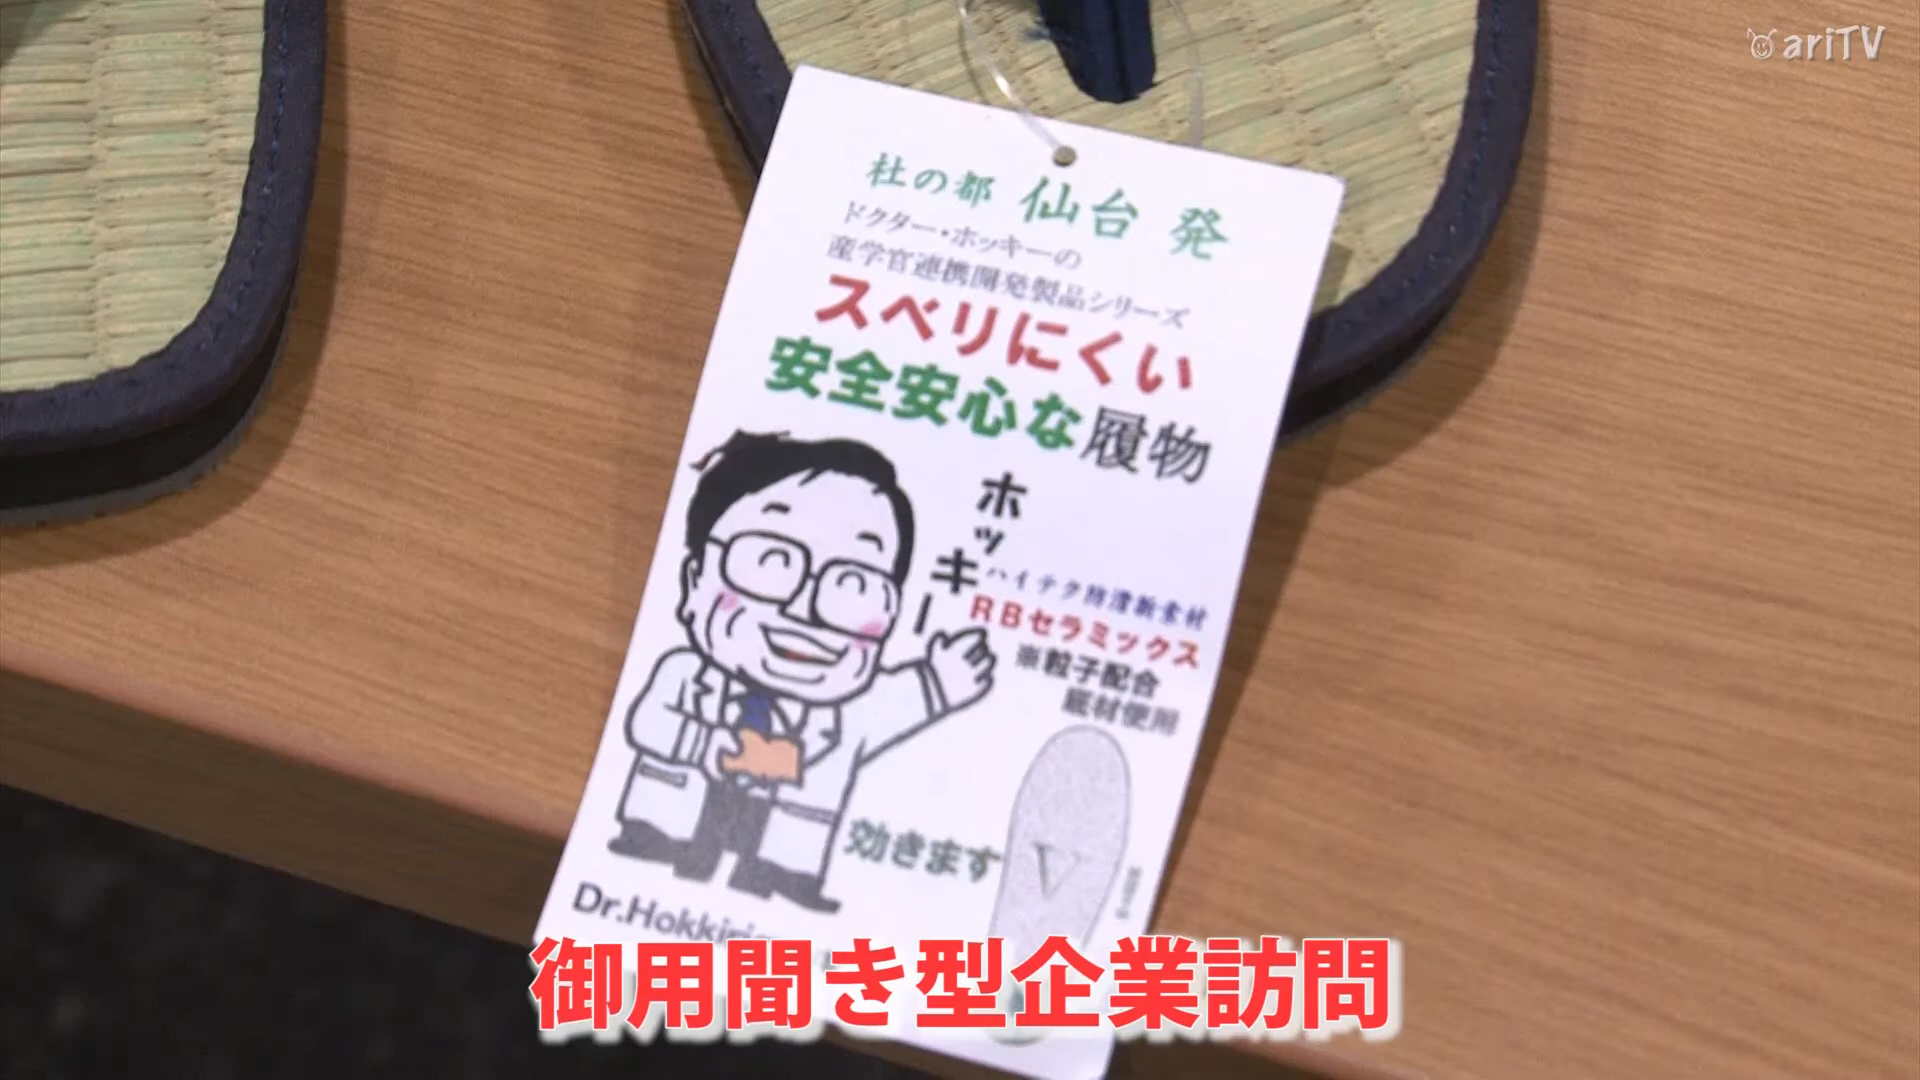 ariTV
杜の都 仙台 発
ドクター・ホッキーの
産学官連携開発製品シリーズ
スベリにくい
安全安心な履物
ホッキー
ハイテク防滑新素材
RBセラミックス
※粒子配合
底材使用
効きます
V
御用聞き型企業訪問